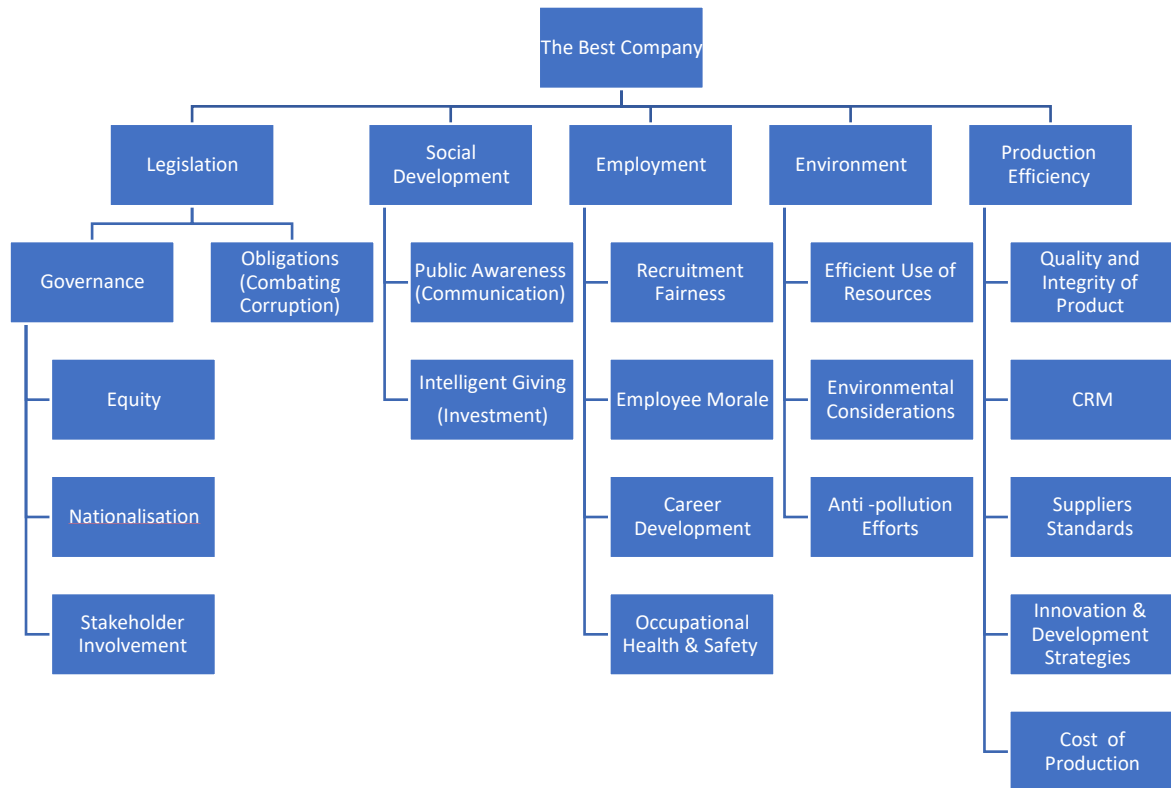 The Best Company
Legislation
Social
Development
Employment
Environment
Production
Efficiency
Governance
Obligations
(Combating
Corruption)
Public Awareness
(Communication)
Recruitment
Fairness
Efficient Use of
Resources
Quality and
Integrity of
Product
Equity
Intelligent Giving
(Investment)
Employee Morale
Environmental
Considerations
CRM
Nationalisation
Career
Development
Anti -pollution
Efforts
Suppliers
Standards
Stakeholder
Involvement
Occupational
Health & Safety
Innovation &
Development
Strategies
Cost of
Production